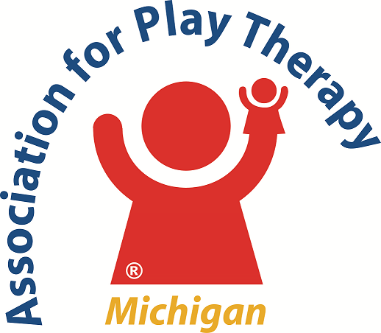 Association for Play Therapy
®
Michigan